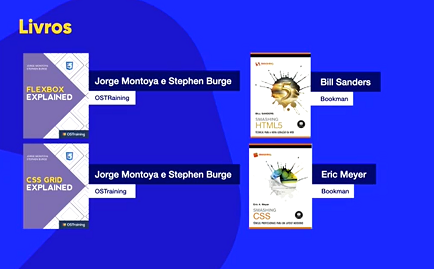 Livros
FLEXBOX
EXPLAINED
OSTraining
Jorge Montoya e Stephen Burge
OSTRaining
SMASHING
HTML5
Bill Sanders
Bookman
CSS GRID
EXPLAINED
OSTraining
Jorge Montoya e Stephen Burge
OSTraining
SMASHING
CSS
Eric Meyer
Bookman